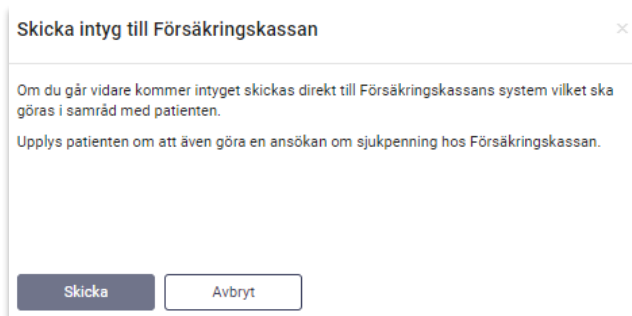 Skicka intyg till Försäkringskassan
Om du går vidare kommer intyget skickas direkt till Försäkringskassans system vilket ska
göras i samråd med patienten.
Upplys patienten om att även göra en ansökan om sjukpenning hos Försäkringskassan.
Skicka
Avbryt